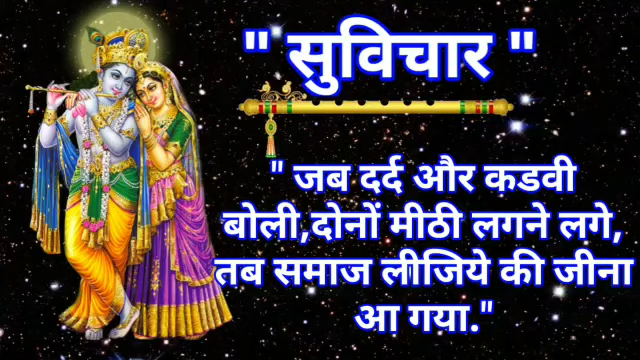 " सुविचार "
" जब दर्द और कडवी
बोली,दोनों मीठी लगने लगे,
तब समाज लीजिये की जीना
आ गया."